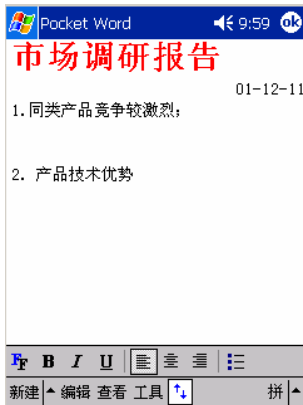 Pocket Word 9:59 ok
市场调研报告
01-12-11
1.同类产品竞争较激烈;
2. 产品技术优势
FF B I U
新建 编辑 查看 工具 拼